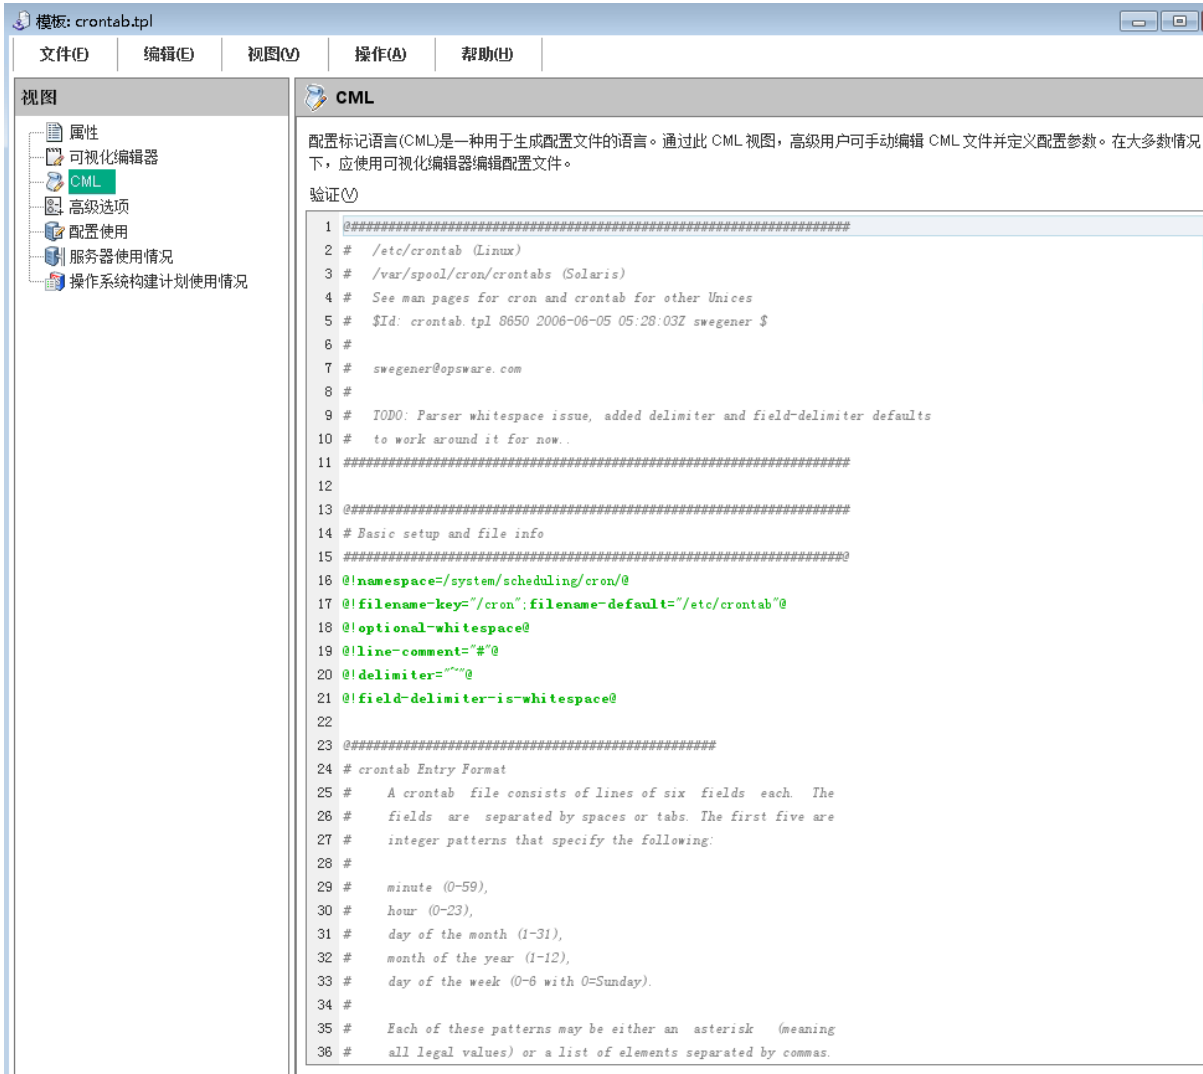 模板: crontab.tpl
文件(F) 编辑(E) 视图(V) 操作(A) 帮助(H)
视图
属性
可视化编辑器
CML
高级选项
配置使用
服务器使用情况
操作系统构建计划使用情况
CML
配置标记语言(CML)是一种用于生成配置文件的语言。通过此 CML 视图，高级用户可手动编辑 CML 文件并定义配置参数。在大多数情况
下，应使用可视化编辑器编辑配置文件。
验证(V)
1 @####################################################################
2 # /etc/crontab (Linux)
3 # /var/spool/cron/crontabs (Solaris)
4 # See man pages for cron and crontab for other Unices
5 # $Id: crontab.tpl 8650 2006-06-05 05:28:03Z swegener $
6 #
7 # swegener@opsware.com
8 #
9 # TODO: Parser whitespace issue, added delimiter and field-delimiter defaults
10 # to work around it for now..
11 #####################################################################
12
13 @####################################################################
14 # Basic setup and file info
15 ####################################################################@
16 @!namespace=/system/scheduling/cron/@
17 @!filename-key="/cron";filename-default="/etc/crontab"@
18 @!optional-whitespace@
19 @!line-comment="#"@
20 @!delimiter=""@
21 @!field-delimiter-is-whitespace@
22
23 @#################################################
24 # crontab Entry Format
25 # A crontab file consists of lines of six fields each. The
26 # fields are separated by spaces or tabs. The first five are
27 # integer patterns that specify the following:
28 #
29 # minute (0-59),
30 # hour (0-23),
31 # day of the month (1-31),
32 # month of the year (1-12),
33 # day of the week (0-6 with 0=Sunday).
34 #
35 # Each of these patterns may be either an asterisk (meaning
36 # all legal values) or a list of elements separated by commas.